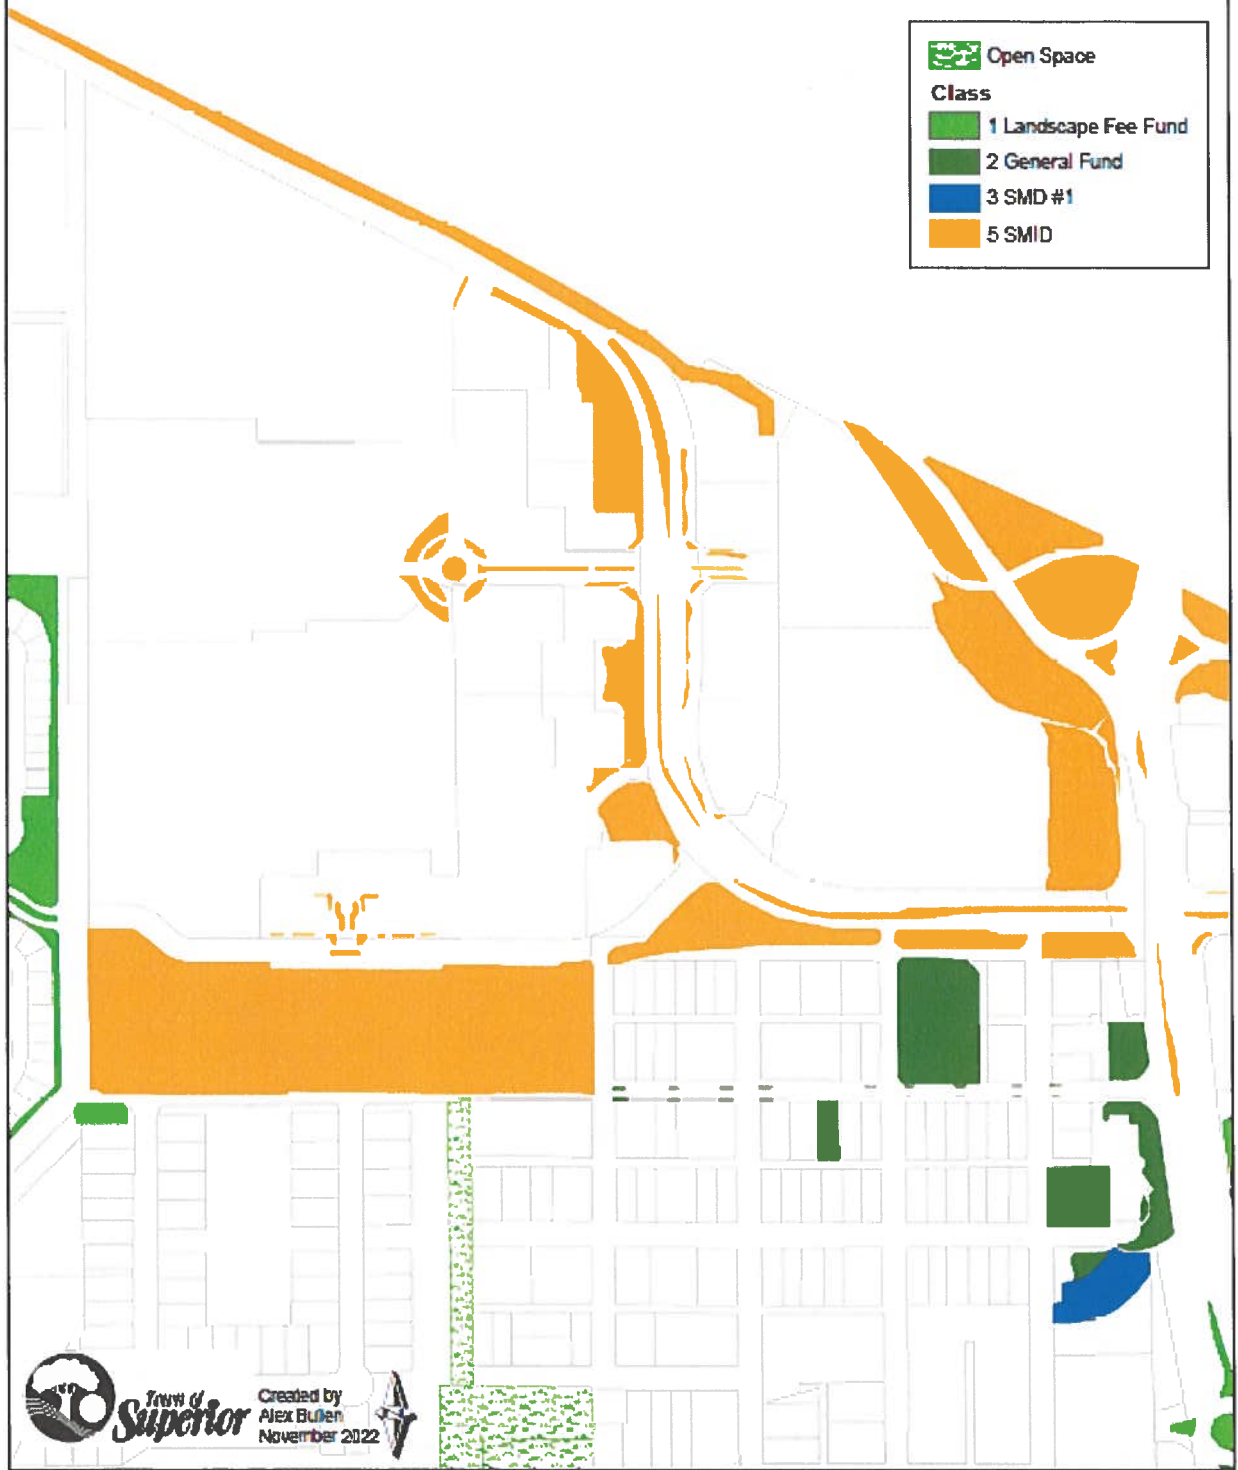 Open Space
Class
1 Landscape Fee Fund
2 General Fund
3 SMD #1
5 SMID
Town of
Superior
Created by
Alex Bullen
November 2022